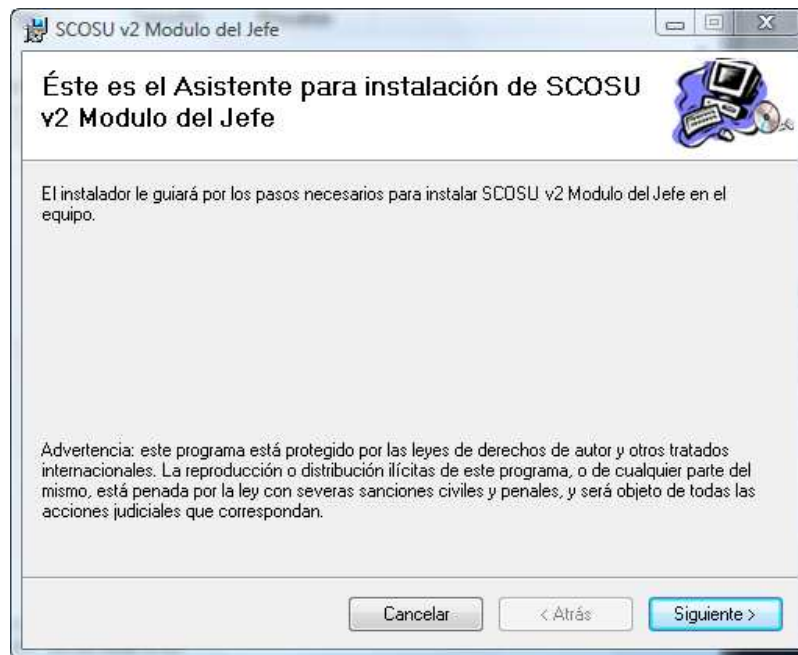 SCOSU v2 Modulo del Jefe
Éste es el Asistente para instalación de SCOSU
v2 Modulo del Jefe
El instalador le guiará por los pasos necesarios para instalar SCOSU v2 Modulo del Jefe en el
equipo.
Advertencia: este programa está protegido por las leyes de derechos de autor y otros tratados
internacionales. La reproducción o distribución ilícitas de este programa, o de cualquier parte del
mismo, está penada por la ley con severas sanciones civiles y penales, y será objeto de todas las
acciones judiciales que correspondan.
Cancelar < Atrás Siguiente >